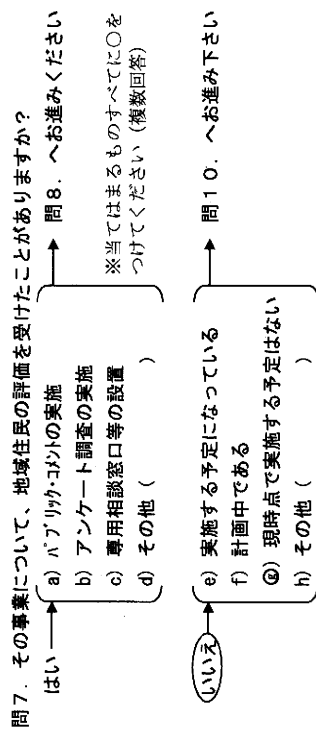 問7．その事業について、地域住民の評価を受けたことがありますか？
はい
a) パブリック・コメントの実施
b) アンケート調査の実施
c) 専用相談窓口等の設置
d) その他（　　　）
問8．へお進みください
※当てはまるものすべてに○を
つけてください（複数回答）
いいえ
e) 実施する予定になっている
f) 計画中である
g) 現時点で実施する予定はない
h) その他（　　　）
問10．へお進み下さい